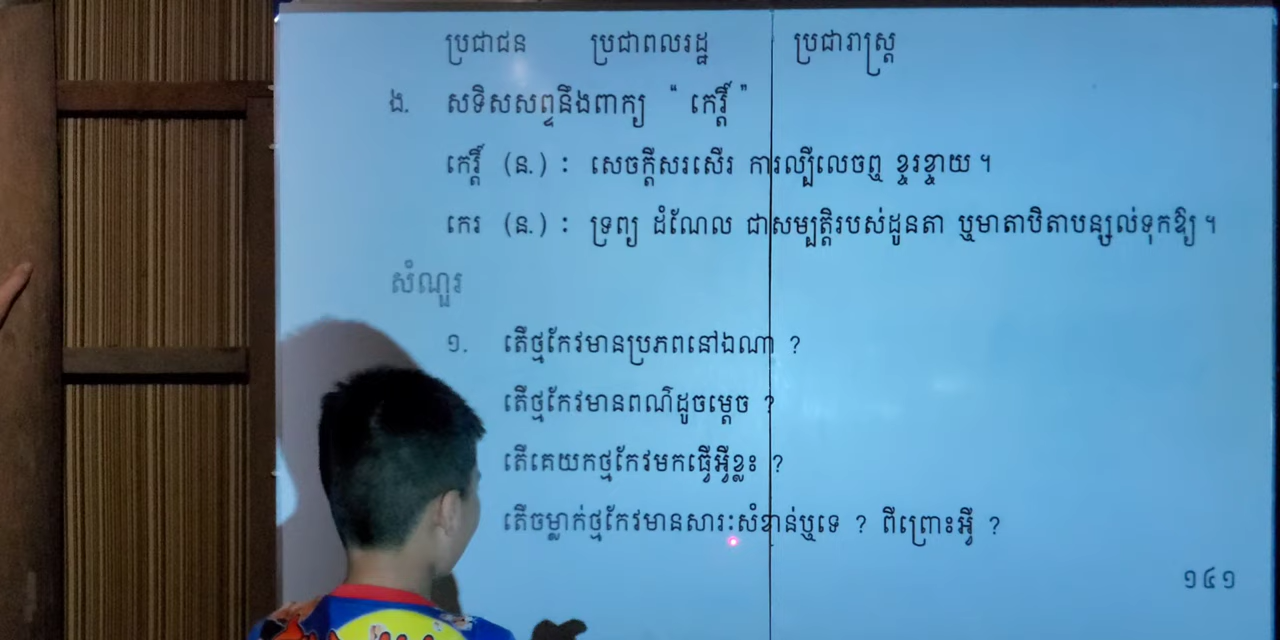 ប្រជាជន ប្រជាពលរដ្ឋ ប្រជារាស្ត្រ
ង. សទិសសព្ទនឹងពាក្យ “ កេរ្តិ៍ ”
កេរ្តិ៍ (ន.) : សេចក្តីសរសើរ ការល្បីលេចឮ ខ្ចរខ្ចាយ ។
កេរ (ន.) : ទ្រព្យ ដំណែល ជាសម្បត្តិរបស់ដូនតា ឬមាតាបិតាបន្សល់ទុកឱ្យ ។
សំណួរ
១. តើថ្មកែវមានប្រភពនៅឯណា ?
តើថ្មកែវមានពណ៌ដូចម្តេច ?
តើគេយកថ្មកែវមកធ្វើអ្វីខ្លះ ?
តើចម្លាក់ថ្មកែវមានសារៈសំខាន់ឬទេ ? ពីព្រោះអ្វី ?
១៤១